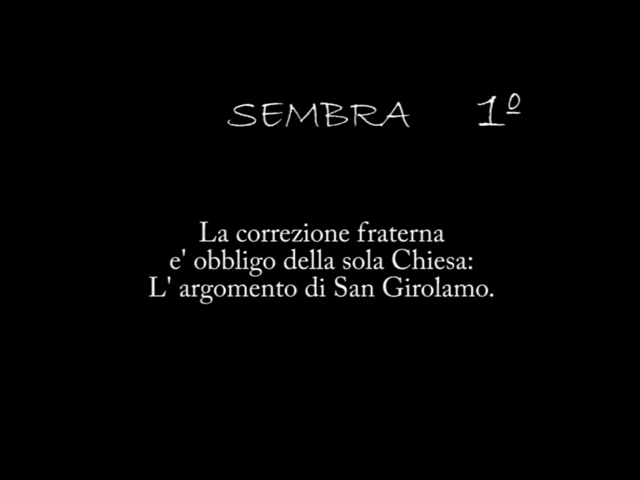 SEMBRA 1º
La correzione fraterna
e' obbligo della sola Chiesa:
L' argomento di San Girolamo.